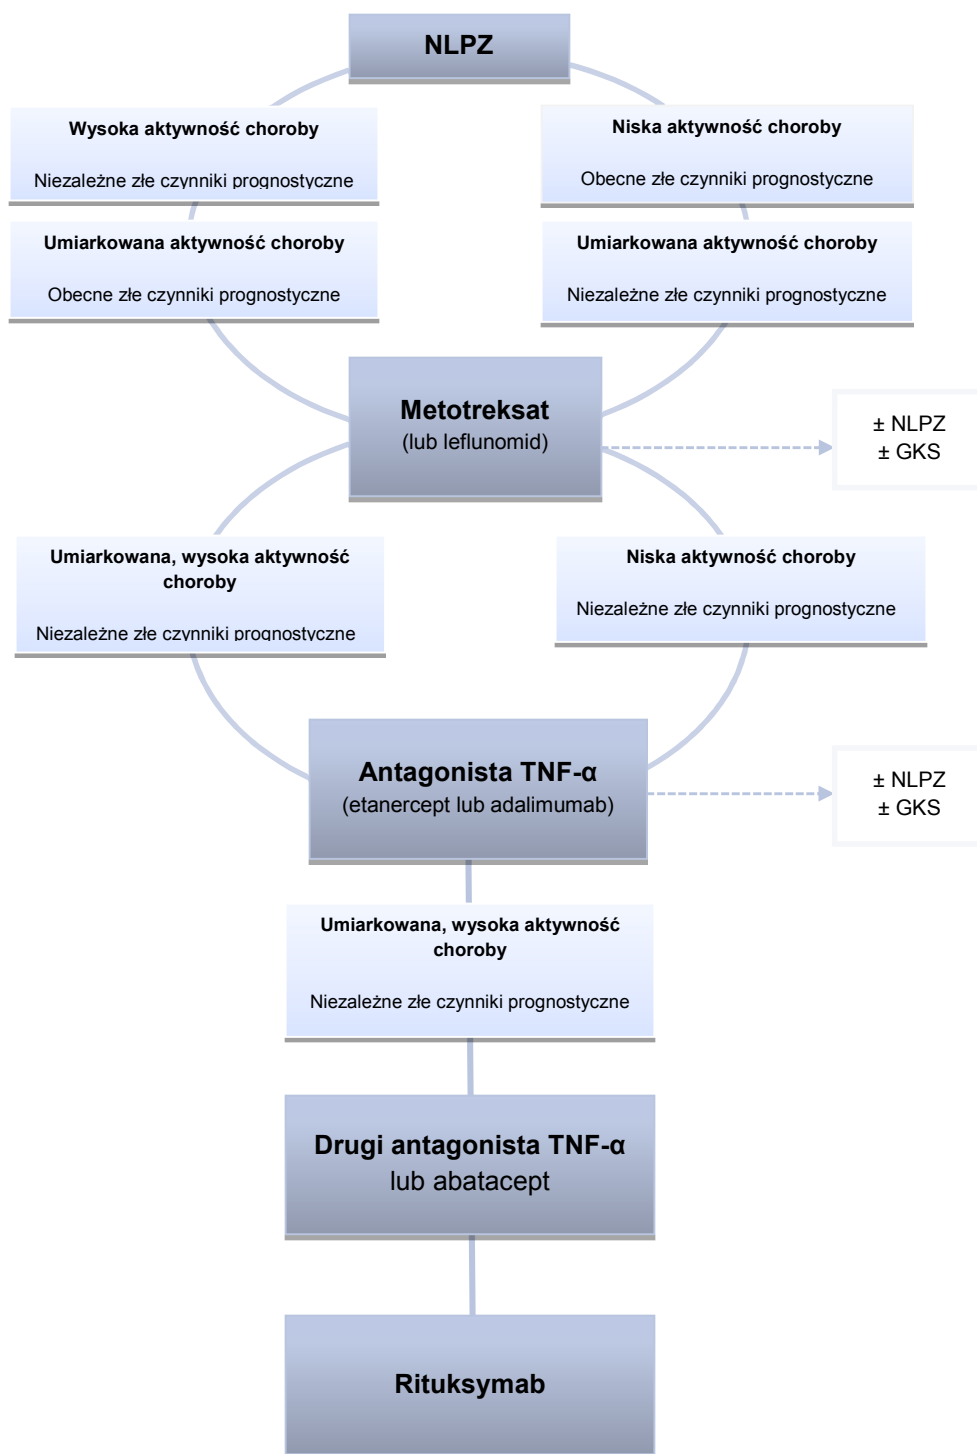 NLPZ
Wysoka aktywność choroby
Niezależne złe czynniki prognostyczne
Niska aktywność choroby
Obecne złe czynniki prognostyczne
Umiarkowana aktywność choroby
Obecne złe czynniki prognostyczne
Umiarkowana aktywność choroby
Niezależne złe czynniki prognostyczne
Metotreksat
(lub leflunomid)
± NLPZ
± GKS
Umiarkowana, wysoka aktywność
choroby
Niezależne złe czynniki prognostyczne
Niska aktywność choroby
Niezależne złe czynniki prognostyczne
Antagonista TNF-α
(etanercept lub adalimumab)
± NLPZ
± GKS
Umiarkowana, wysoka aktywność
choroby
Niezależne złe czynniki prognostyczne
Drugi antagonista TNF-α
lub abatacept
Rituksymab